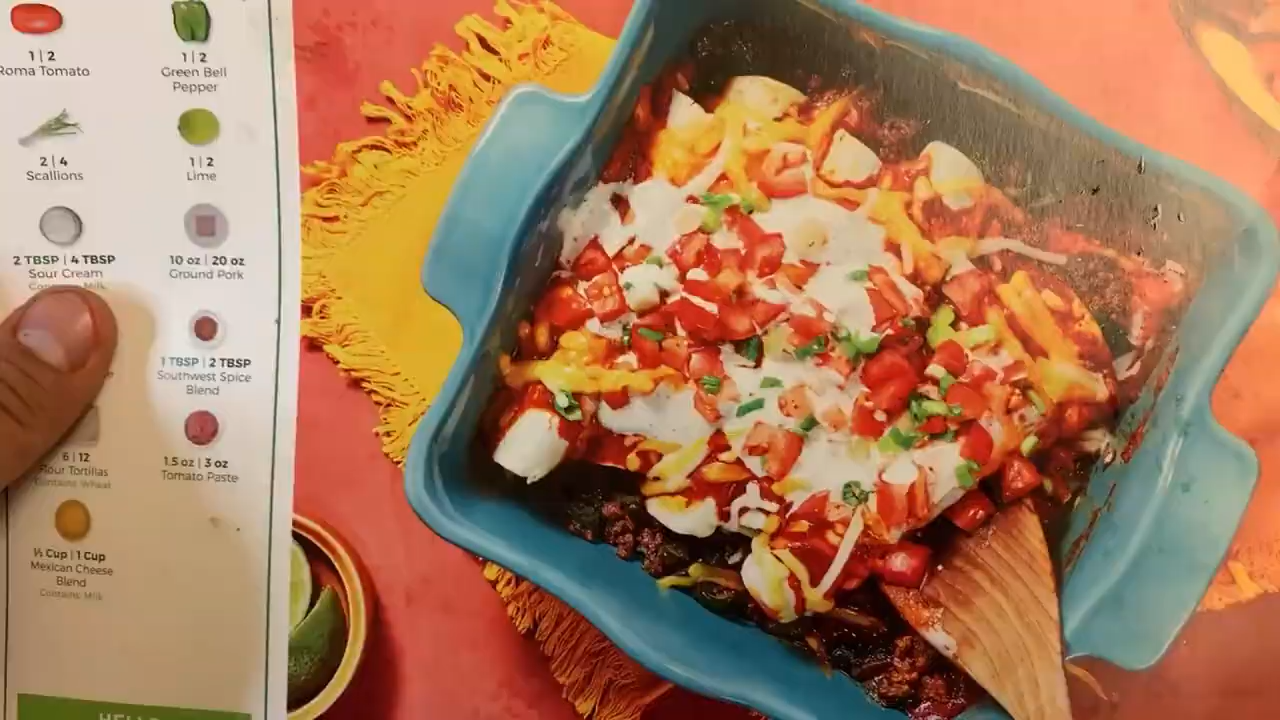 1 | 2
Roma Tomato
1 | 2
Green Bell
Pepper
2 | 4
Scallions
1 | 2
Lime
2 TBSP | 4 TBSP
Sour Cream
Contains: Milk
10 oz | 20 oz
Ground Pork
1 TBSP | 2 TBSP
Southwest Spice
Blend
6 | 12
Flour Tortillas
Contains: Wheat
1.5 oz | 3 oz
Tomato Paste
½ Cup | 1 Cup
Mexican Cheese
Blend
Contains: Milk